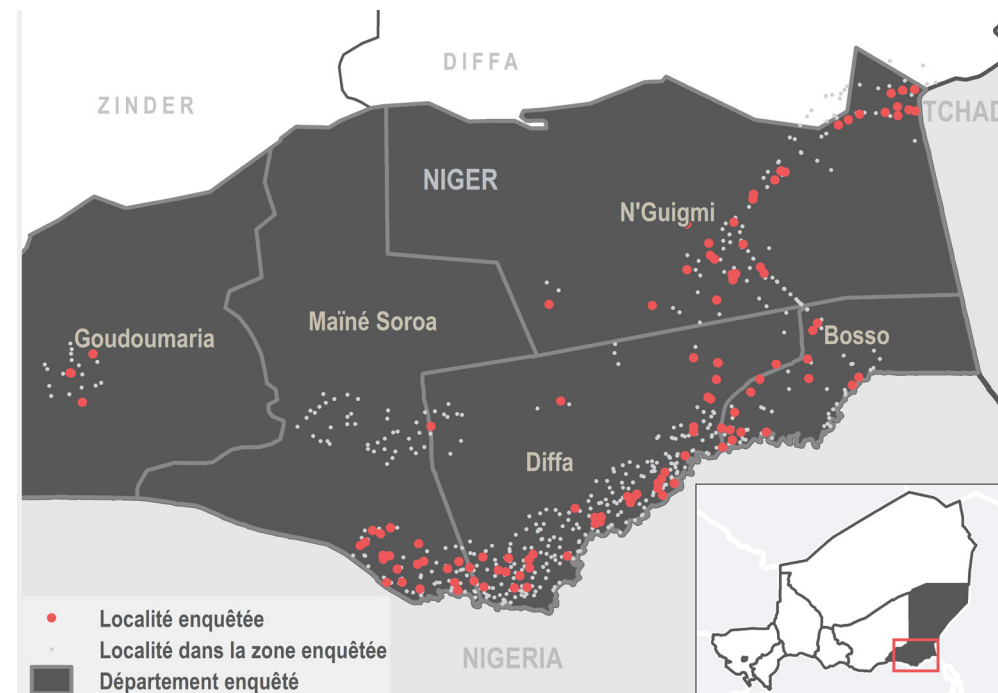 DIFFA
ZINDER
TCHAD
NIGER
N'Guigmi
Maïné Soroa
Goudoumaria
Bosso
Diffa
Localité enquêtée
Localité dans la zone enquêtée
Département enquêté
NIGERIA